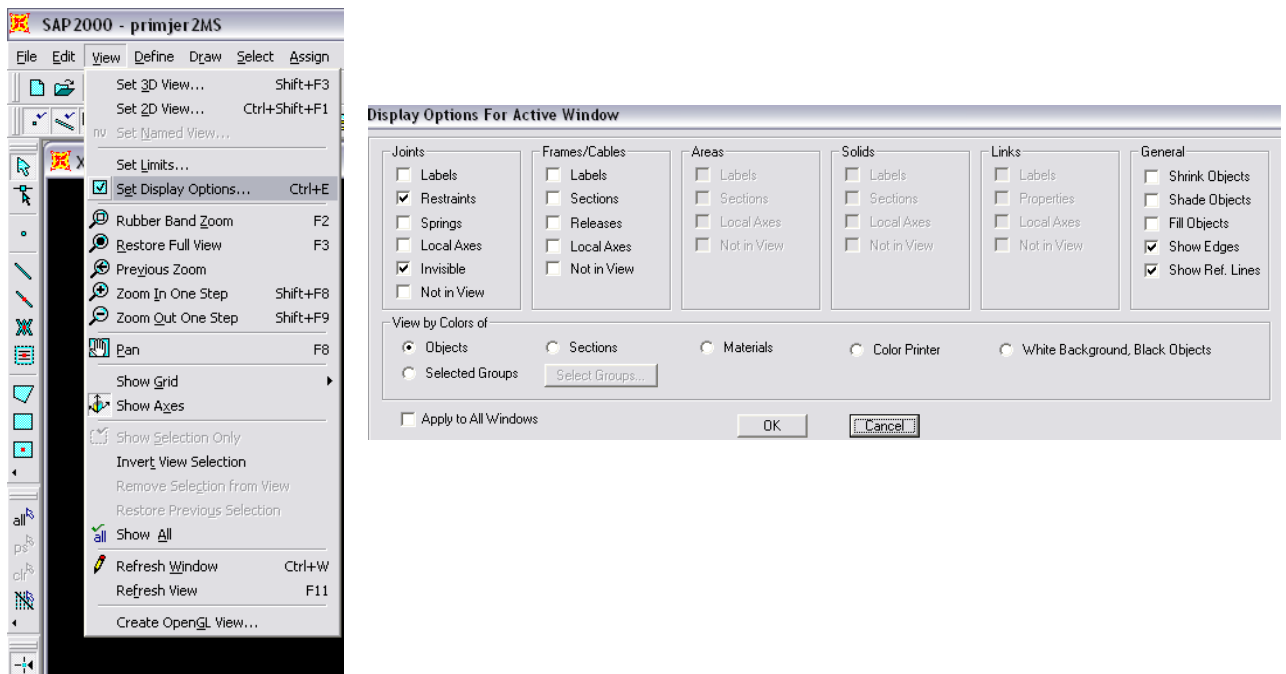 SAP2000 - primjer2MS
File Edit View Define Draw Select Assign
Set 3D View... Shift+F3
Set 2D View... Ctrl+Shift+F1
nv Set Named View...
Set Limits...
Set Display Options... Ctrl+E
Rubber Band Zoom F2
Restore Full View F3
Previous Zoom
Zoom In One Step Shift+F8
Zoom Out One Step Shift+F9
Pan F8
Show Grid
Show Axes
Show Selection Only
Invert View Selection
Remove Selection from View
Restore Previous Selection
all Show All
Refresh Window Ctrl+W
Refresh View F11
Create OpenGL View...
X
all
ps
clr
Display Options For Active Window
Joints
Labels
Restraints
Springs
Local Axes
Invisible
Not in View
Frames/Cables
Labels
Sections
Releases
Local Axes
Not in View
Areas
Labels
Sections
Local Axes
Not in View
Solids
Labels
Sections
Local Axes
Not in View
Links
Labels
Properties
Local Axes
Not in View
General
Shrink Objects
Shade Objects
Fill Objects
Show Edges
Show Ref. Lines
View by Colors of
Objects Sections Materials Color Printer White Background, Black Objects
Selected Groups Select Groups...
Apply to All Windows OK Cancel